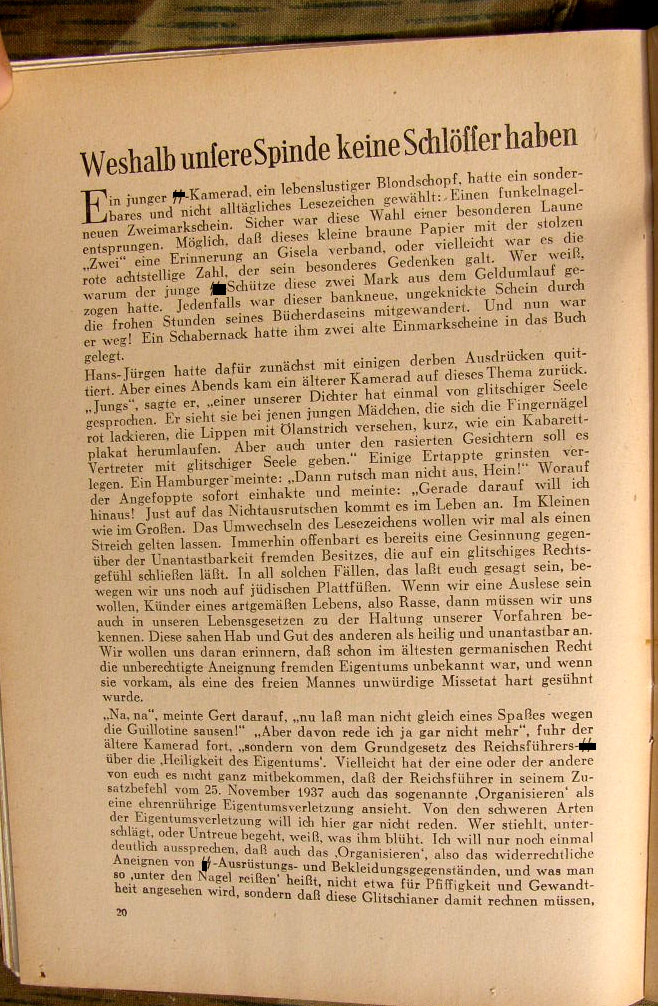 Weshalb unsere Spinde keine Schlösser haben
Ein junger -Kamerad, ein lebenslustiger Blondschopf, hatte ein sonder-
bares und nicht alltägliches Lesezeichen gewählt: Einen funkelnagel-
neuen Zweimarkschein. Sicher war diese Wahl einer besonderen Laune
entsprungen. Möglich, daß dieses kleine braune Papier mit der stolzen
„Zwei“ eine Erinnerung an Gisela verband, oder vielleicht war es die
rote achtstellige Zahl, der sein besonderes Gedenken galt. Wer weiß,
warum der junge Schütze diese zwei Mark aus dem Geldumlauf ge-
zogen hatte. Jedenfalls war dieser bankneue, ungeknickte Schein durch
die frohen Stunden seines Bücherdaseins mitgewandert. Und nun war
er weg! Ein Schabernack hatte ihm zwei alte Einmarkscheine in das Buch
gelegt.
Hans-Jürgen hatte dafür zunächst mit einigen derben Ausdrücken quit-
tiert. Aber eines Abends kam ein älterer Kamerad auf dieses Thema zurück.
„Jungs“, sagte er, „einer unserer Dichter hat einmal von glitschiger Seele
gesprochen. Er sieht sie bei jenen jungen Mädchen, die sich die Fingernägel
rot lackieren, die Lippen mit Ölanstrich versehen, kurz, wie ein Kabarett-
plakat herumlaufen. Aber auch unter den rasierten Gesichtern soll es
Vertreter mit glitschiger Seele geben.“ Einige Ertappte grinsten ver-
legen. Ein Hamburger meinte: „Dann rutsch man nicht aus, Hein!“ Worauf
der Angefoppte sofort einhakte und meinte: „Gerade darauf will ich
hinaus! Just auf das Nichtausrutschen kommt es im Leben an. Im Kleinen
wie im Großen. Das Umwechseln des Lesezeichens wollen wir mal als einen
Streich gelten lassen. Immerhin offenbart es bereits eine Gesinnung gegen-
über der Unantastbarkeit fremden Besitzes, die auf ein glitschiges Rechts-
gefühl schließen läßt. In all solchen Fällen, das laßt euch gesagt sein, be-
wegen wir uns noch auf jüdischen Plattfüßen. Wenn wir eine Auslese sein
wollen, Künder eines artgemäßen Lebens, also Rasse, dann müssen wir uns
auch in unseren Lebensgesetzen zu der Haltung unserer Vorfahren be-
kennen. Diese sahen Hab und Gut des anderen als heilig und unantastbar an.
Wir wollen uns daran erinnern, daß schon im ältesten germanischen Recht
die unberechtigte Aneignung fremden Eigentums unbekannt war, und wenn
sie vorkam, als eine des freien Mannes unwürdige Missetat hart gesühnt
wurde.
„Na, na“, meinte Gert darauf, „nu laß man nicht gleich eines Spaßes wegen
die Guillotine sausen!“ „Aber davon rede ich ja gar nicht mehr“, fuhr der
ältere Kamerad fort, „sondern von dem Grundgesetz des Reichsführers-
über die ‚Heiligkeit des Eigentums‘. Vielleicht hat der eine oder der andere
von euch es nicht ganz mitbekommen, daß der Reichsführer in seinem Zu-
satzbefehl vom 25. November 1937 auch das sogenannte ‚Organisieren‘ als
eine ehrenrührige Eigentumsverletzung ansieht. Von den schweren Arten
der Eigentumsverletzung will ich hier gar nicht reden. Wer stiehlt, unter-
schlägt, oder Untreue begeht, weiß, was ihm blüht. Ich will nur noch einmal
deutlich aussprechen, daß auch das ‚Organisieren‘, also das widerrechtliche
Aneignen von -Ausrüstungs- und Bekleidungsgegenständen, und was man
so ‚unter den Nagel reißen‘ heißt, nicht etwa für Pfiffigkeit und Gewandt-
heit angesehen wird, sondern daß diese Glitschianer damit rechnen müssen,
20